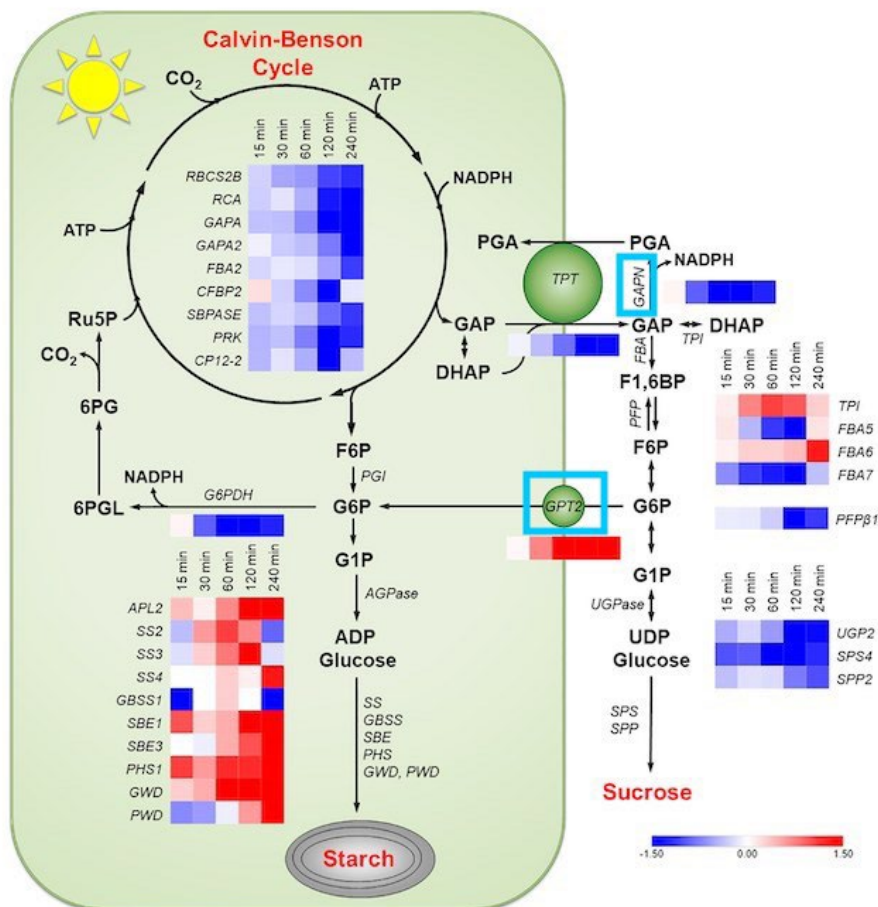 Calvin-Benson
Cycle
CO2
ATP
15 min
30 min
60 min
120 min
240 min
RBCS2B
RCA
GAPA
GAPA2
FBA2
CFBP2
SBPASE
PRK
CP12-2
NADPH
ATP
Ru5P
CO2
6PG
6PGL
NADPH
G6PDH
PGA
PGA
TPT
GAPN
NADPH
GAP
GAP
DHAP
TPI
DHAP
FBA
F1,6BP
PFP
F6P
F6P
PGI
G6P
GPT2
G6P
G1P
G1P
AGPase
UGPase
ADP
Glucose
UDP
Glucose
15 min
30 min
60 min
120 min
240 min
TPI
FBA5
FBA6
FBA7
PFPβ1
15 min
30 min
60 min
120 min
240 min
UGP2
SPS4
SPP2
15 min
30 min
60 min
120 min
240 min
APL2
SS2
SS3
SS4
GBSS1
SBE1
SBE3
PHS1
GWD
PWD
SS
GBSS
SBE
PHS
GWD, PWD
SPS
SPP
Sucrose
Starch
-1.50
0.00
1.50